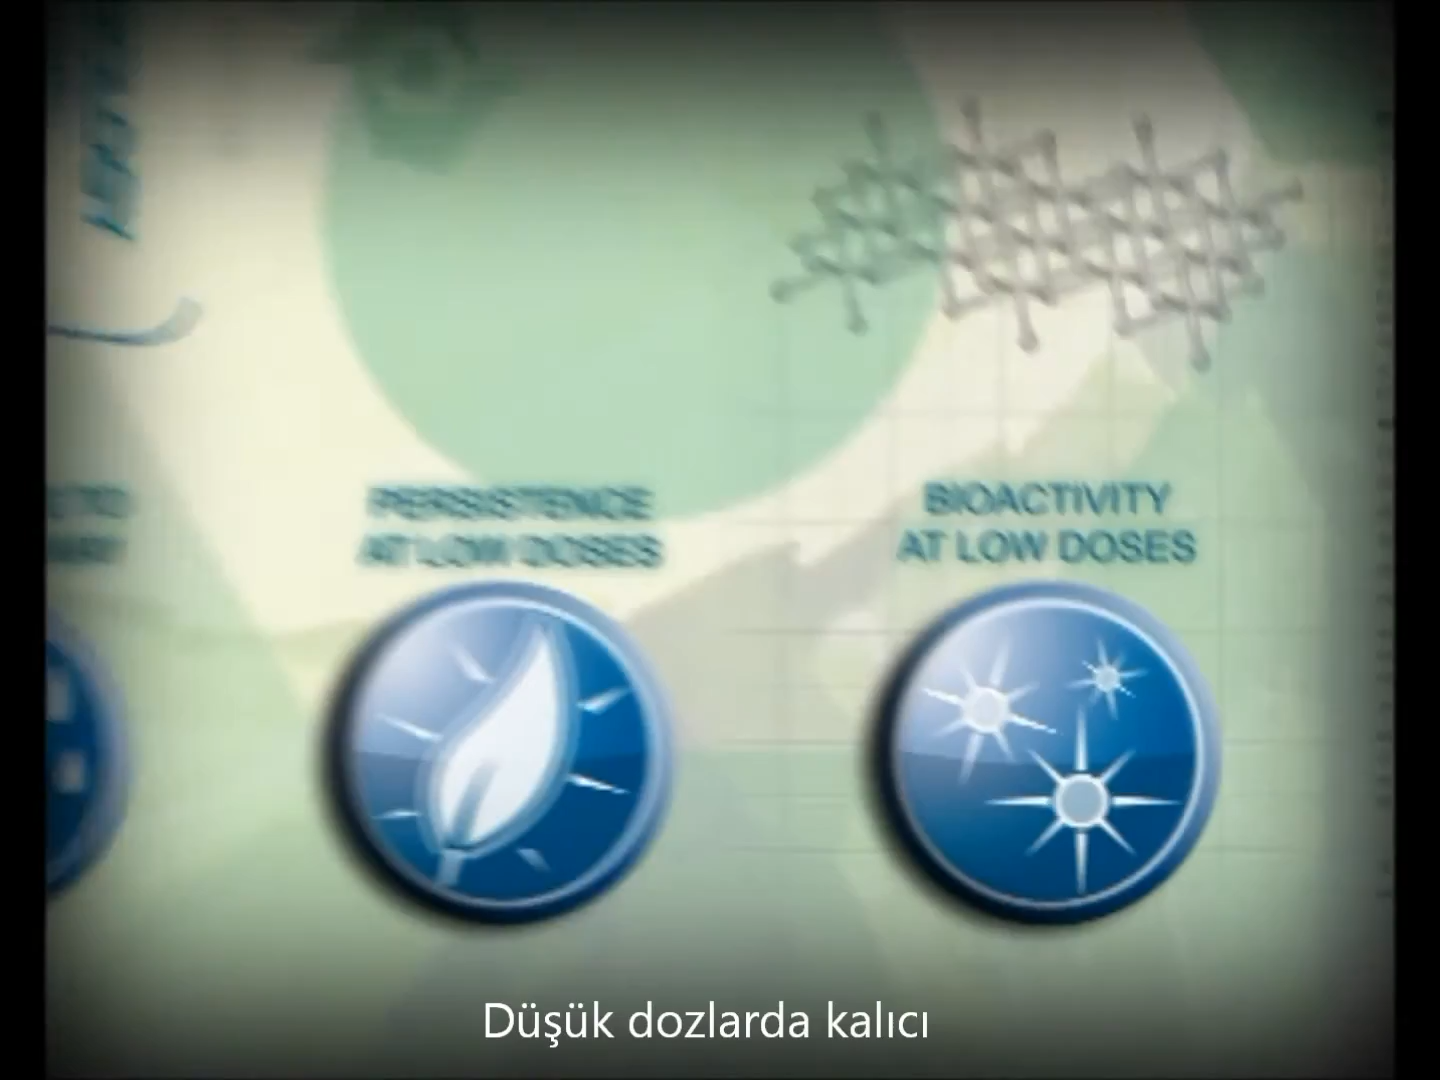 PERSISTENCE
AT LOW DOSES
BIOACTIVITY
AT LOW DOSES
Düşük dozlarda kalıcı